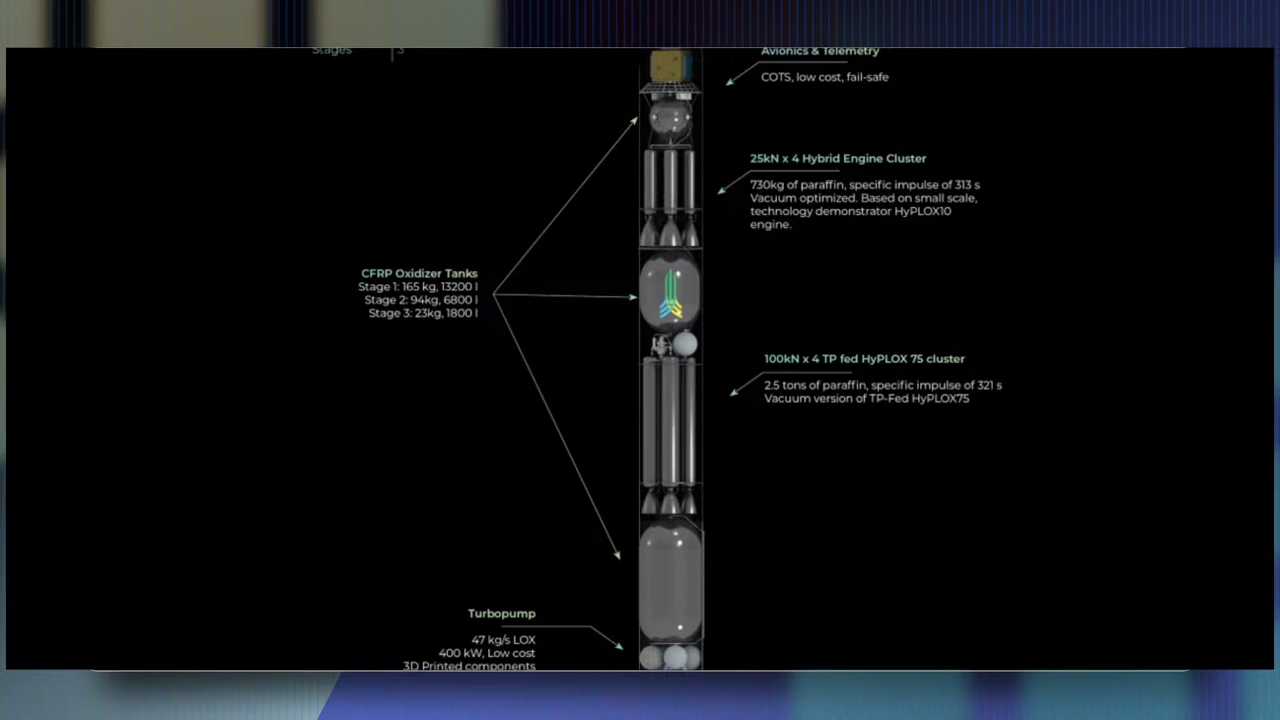 Stages 3
Avionics & Telemetry
COTS, low cost, fail-safe
25kN x 4 Hybrid Engine Cluster
730kg of paraffin, specific impulse of 313 s
Vacuum optimized. Based on small scale,
technology demonstrator HyPLOX10
engine.
CFRP Oxidizer Tanks
Stage 1: 165 kg, 13200 l
Stage 2: 94kg, 6800 l
Stage 3: 23kg, 1800 l
100kN x 4 TP fed HyPLOX 75 cluster
2.5 tons of paraffin, specific impulse of 321 s
Vacuum version of TP-Fed HyPLOX75
Turbopump
47 kg/s LOX
400 kW, Low cost
3D Printed components